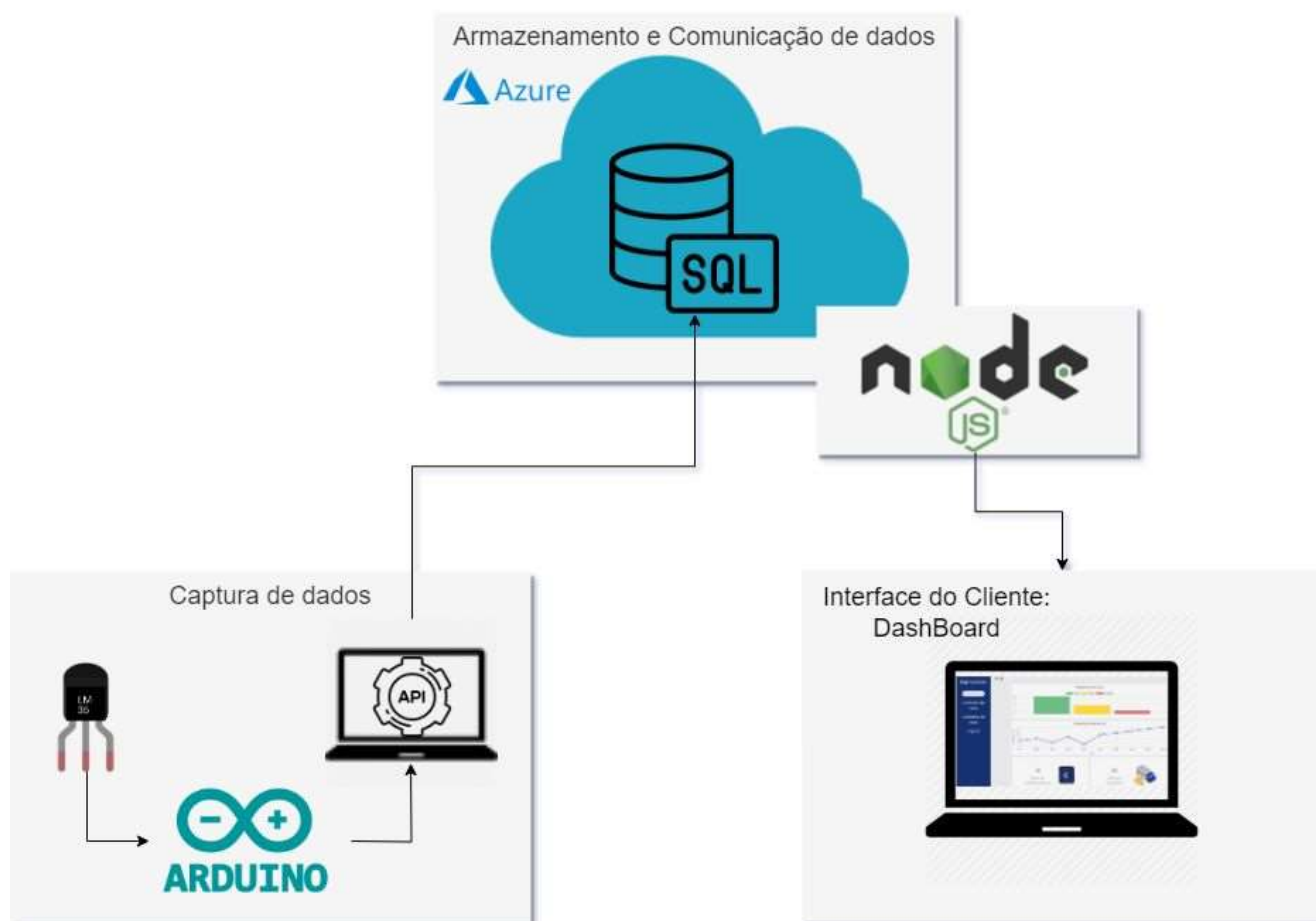 Armazenamento e Comunicação de dados
Azure
SQL
node
JS
Captura de dados
LM
35
API
ARDUINO
Interface do Cliente:
DashBoard